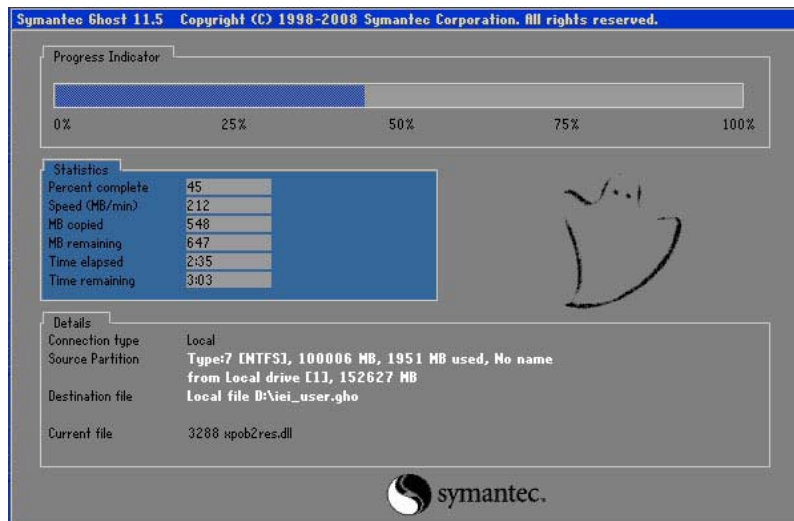 Symantec Ghost 11.5   Copyright (C) 1998-2008 Symantec Corporation. All rights reserved.
Progress Indicator
0% 25% 50% 75% 100%
Statistics
Percent complete 45
Speed (MB/min) 212
MB copied 548
MB remaining 647
Time elapsed 2:35
Time remaining 3:03
Details
Connection type Local
Source Partition Type:7 [NTFS], 100006 MB, 1951 MB used, No name
from Local drive [1], 152627 MB
Destination file Local file D:\iei_user.gho
Current file 3288 xpob2res.dll
symantec.